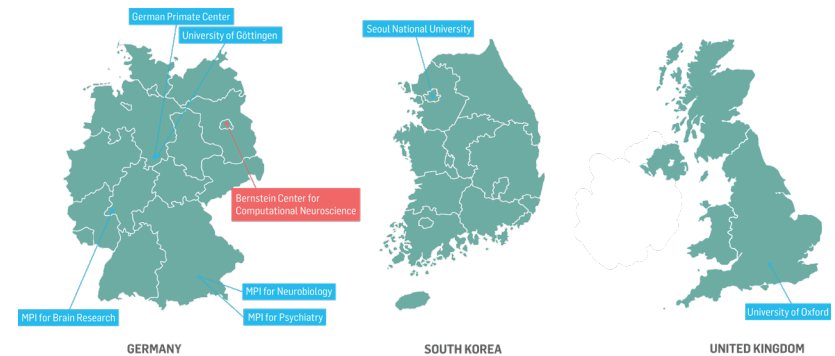 German Primate Center
University of Göttingen
Seoul National University
Bernstein Center for
Computational Neuroscience
MPI for Neurobiology
MPI for Brain Research
MPI for Psychiatry
University of Oxford
GERMANY
SOUTH KOREA
UNITED KINGDOM